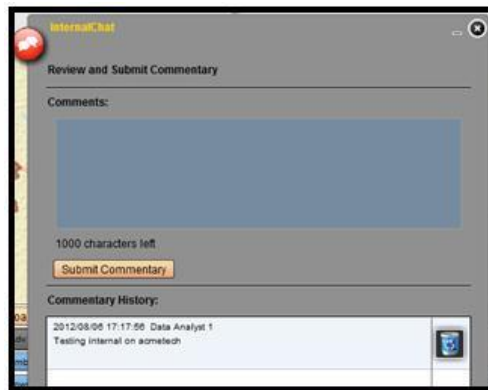 InternalChat
Review and Submit Commentary
Comments:
1000 characters left
Submit Commentary
Commentary History:
2012/08/06 17:17:56 Data Analyst 1
Testing internal on acmetech